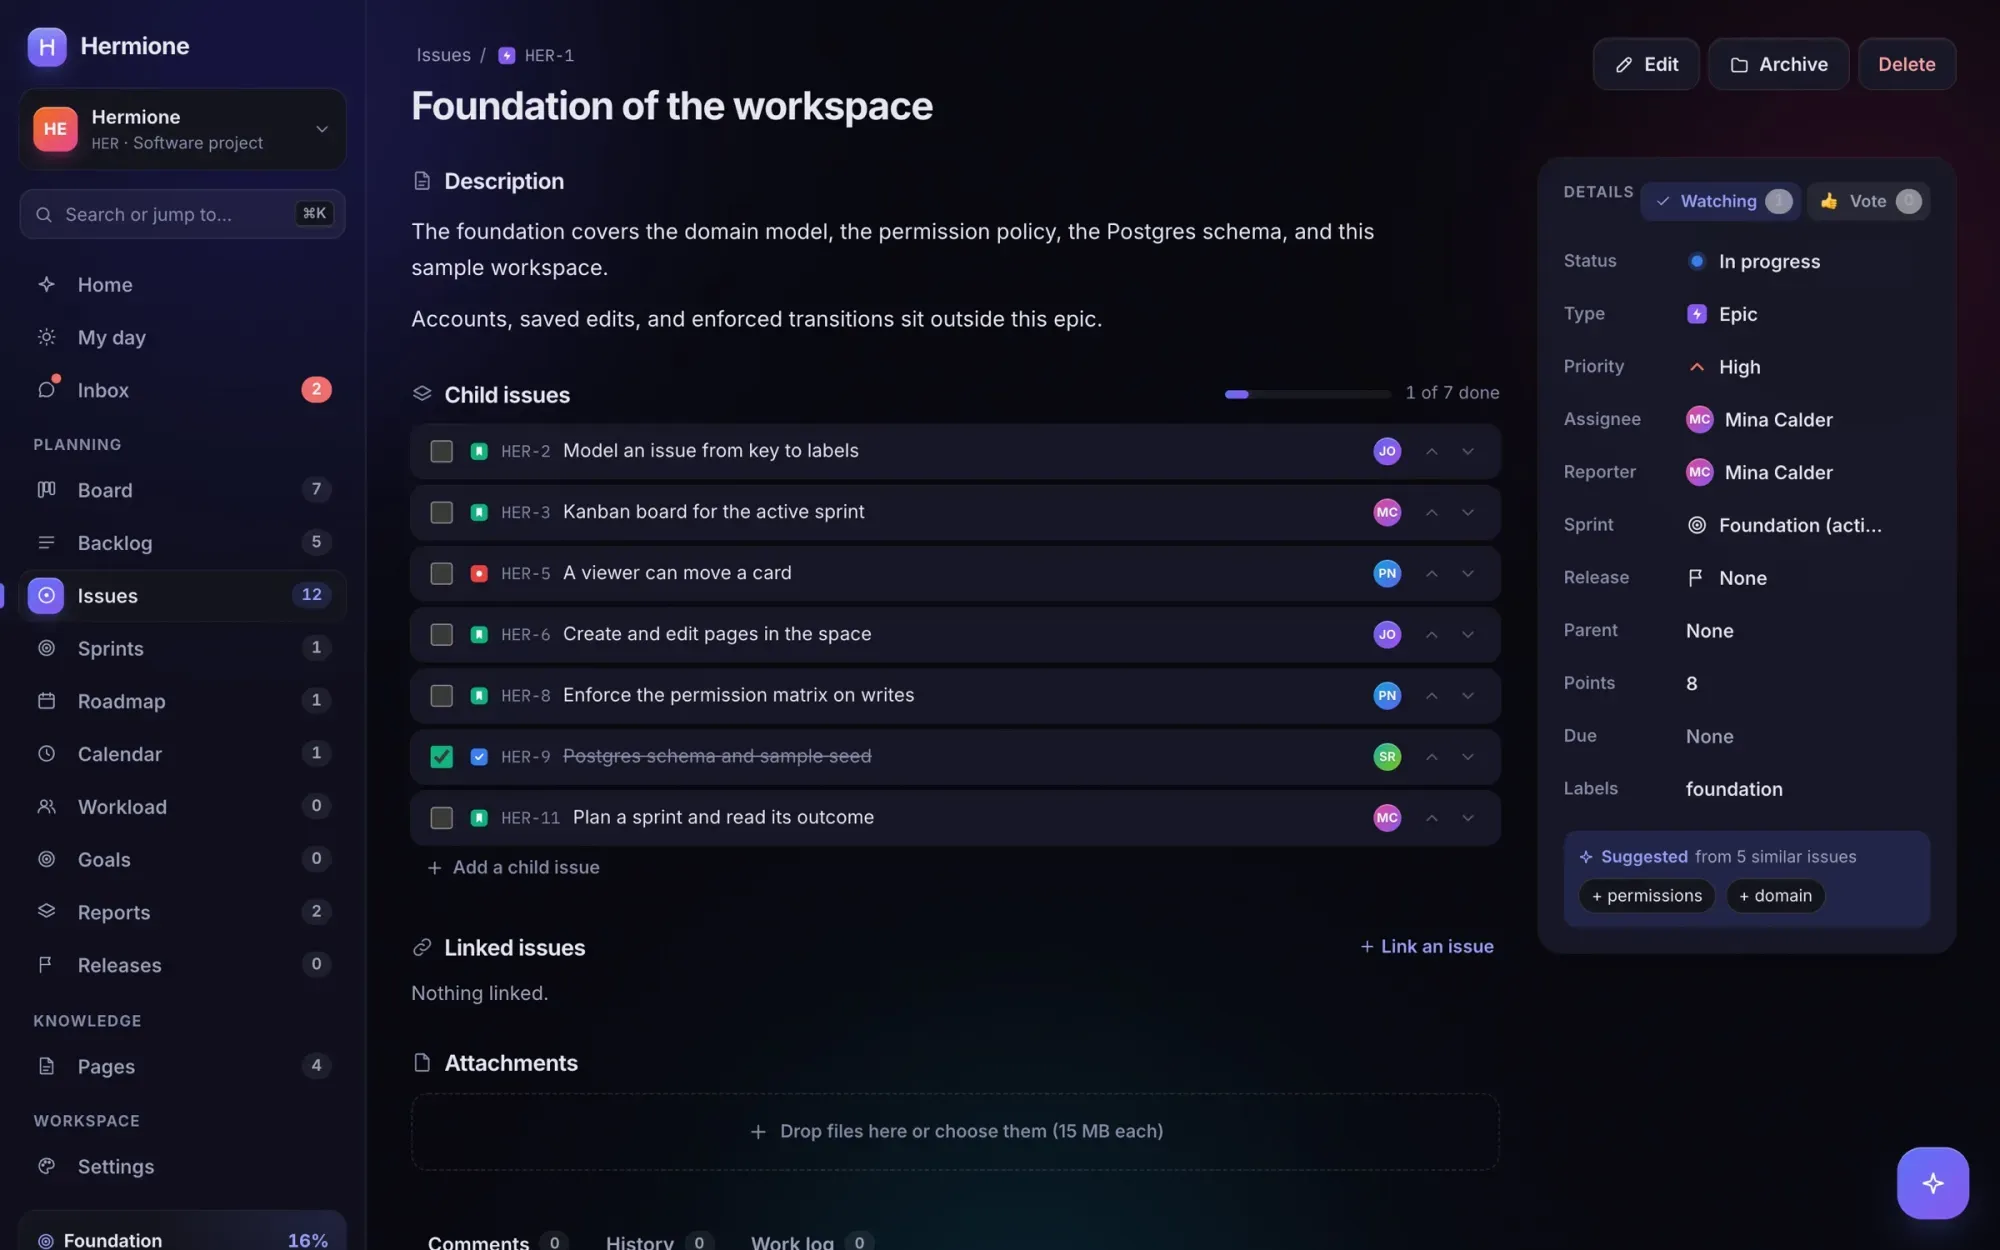 H Hermione
HE Hermione
HER · Software project
Search or jump to... ⌘K
Home
My day
Inbox 2
PLANNING
Board 7
Backlog 5
Issues 12
Sprints 1
Roadmap 1
Calendar 1
Workload 0
Goals 0
Reports 2
Releases 0
KNOWLEDGE
Pages 4
WORKSPACE
Settings
Foundation 16%
Issues / HER-1
Edit Archive Delete
Foundation of the workspace
Description
The foundation covers the domain model, the permission policy, the Postgres schema, and this
sample workspace.
Accounts, saved edits, and enforced transitions sit outside this epic.
Child issues 1 of 7 done
HER-2 Model an issue from key to labels JO
HER-3 Kanban board for the active sprint MC
HER-5 A viewer can move a card PN
HER-6 Create and edit pages in the space JO
HER-8 Enforce the permission matrix on writes PN
HER-9 Postgres schema and sample seed SR
HER-11 Plan a sprint and read its outcome MC
+ Add a child issue
Linked issues + Link an issue
Nothing linked.
Attachments
+ Drop files here or choose them (15 MB each)
Comments 0 History 0 Work log 0
DETAILS Watching 1 Vote 0
Status In progress
Type Epic
Priority High
Assignee MC Mina Calder
Reporter MC Mina Calder
Sprint Foundation (acti...
Release None
Parent None
Points 8
Due None
Labels foundation
Suggested from 5 similar issues
+ permissions + domain